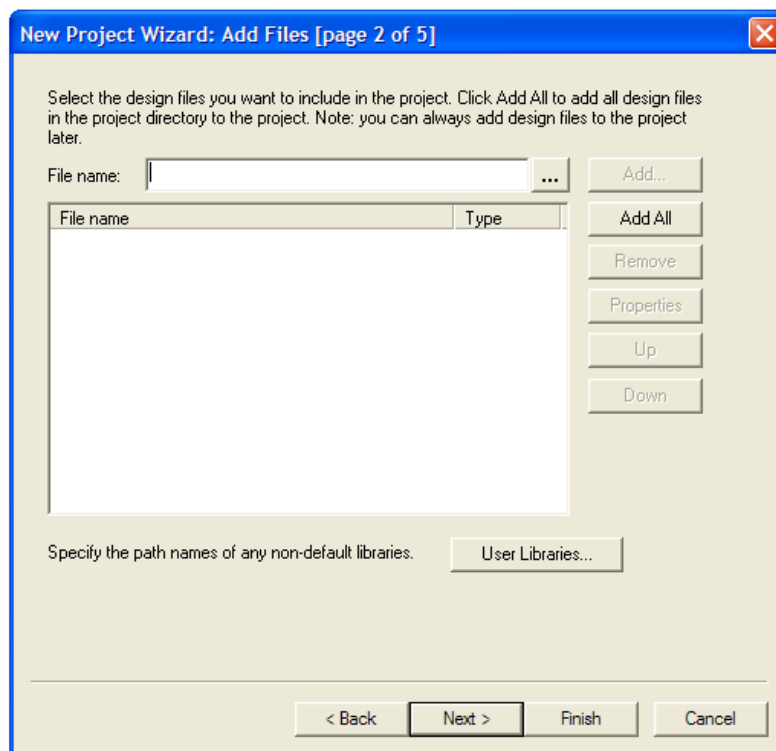 New Project Wizard: Add Files [page 2 of 5]
Select the design files you want to include in the project. Click Add All to add all design files
in the project directory to the project. Note: you can always add design files to the project
later.
File name: ... Add...
File name Type Add All
Remove
Properties
Up
Down
Specify the path names of any non-default libraries. User Libraries...
< Back Next > Finish Cancel